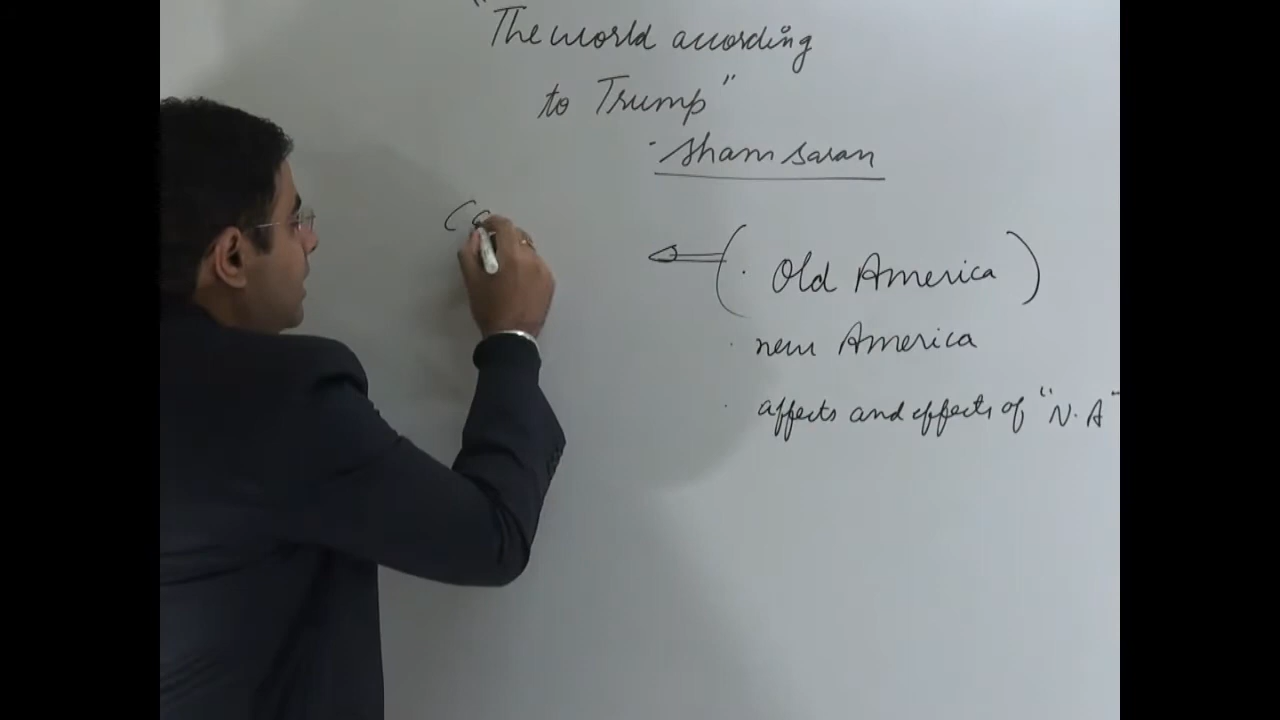 "The world according
to Trump"
· Sham Saran
(· Old America)
· new America
· affects and effects of "N.A"